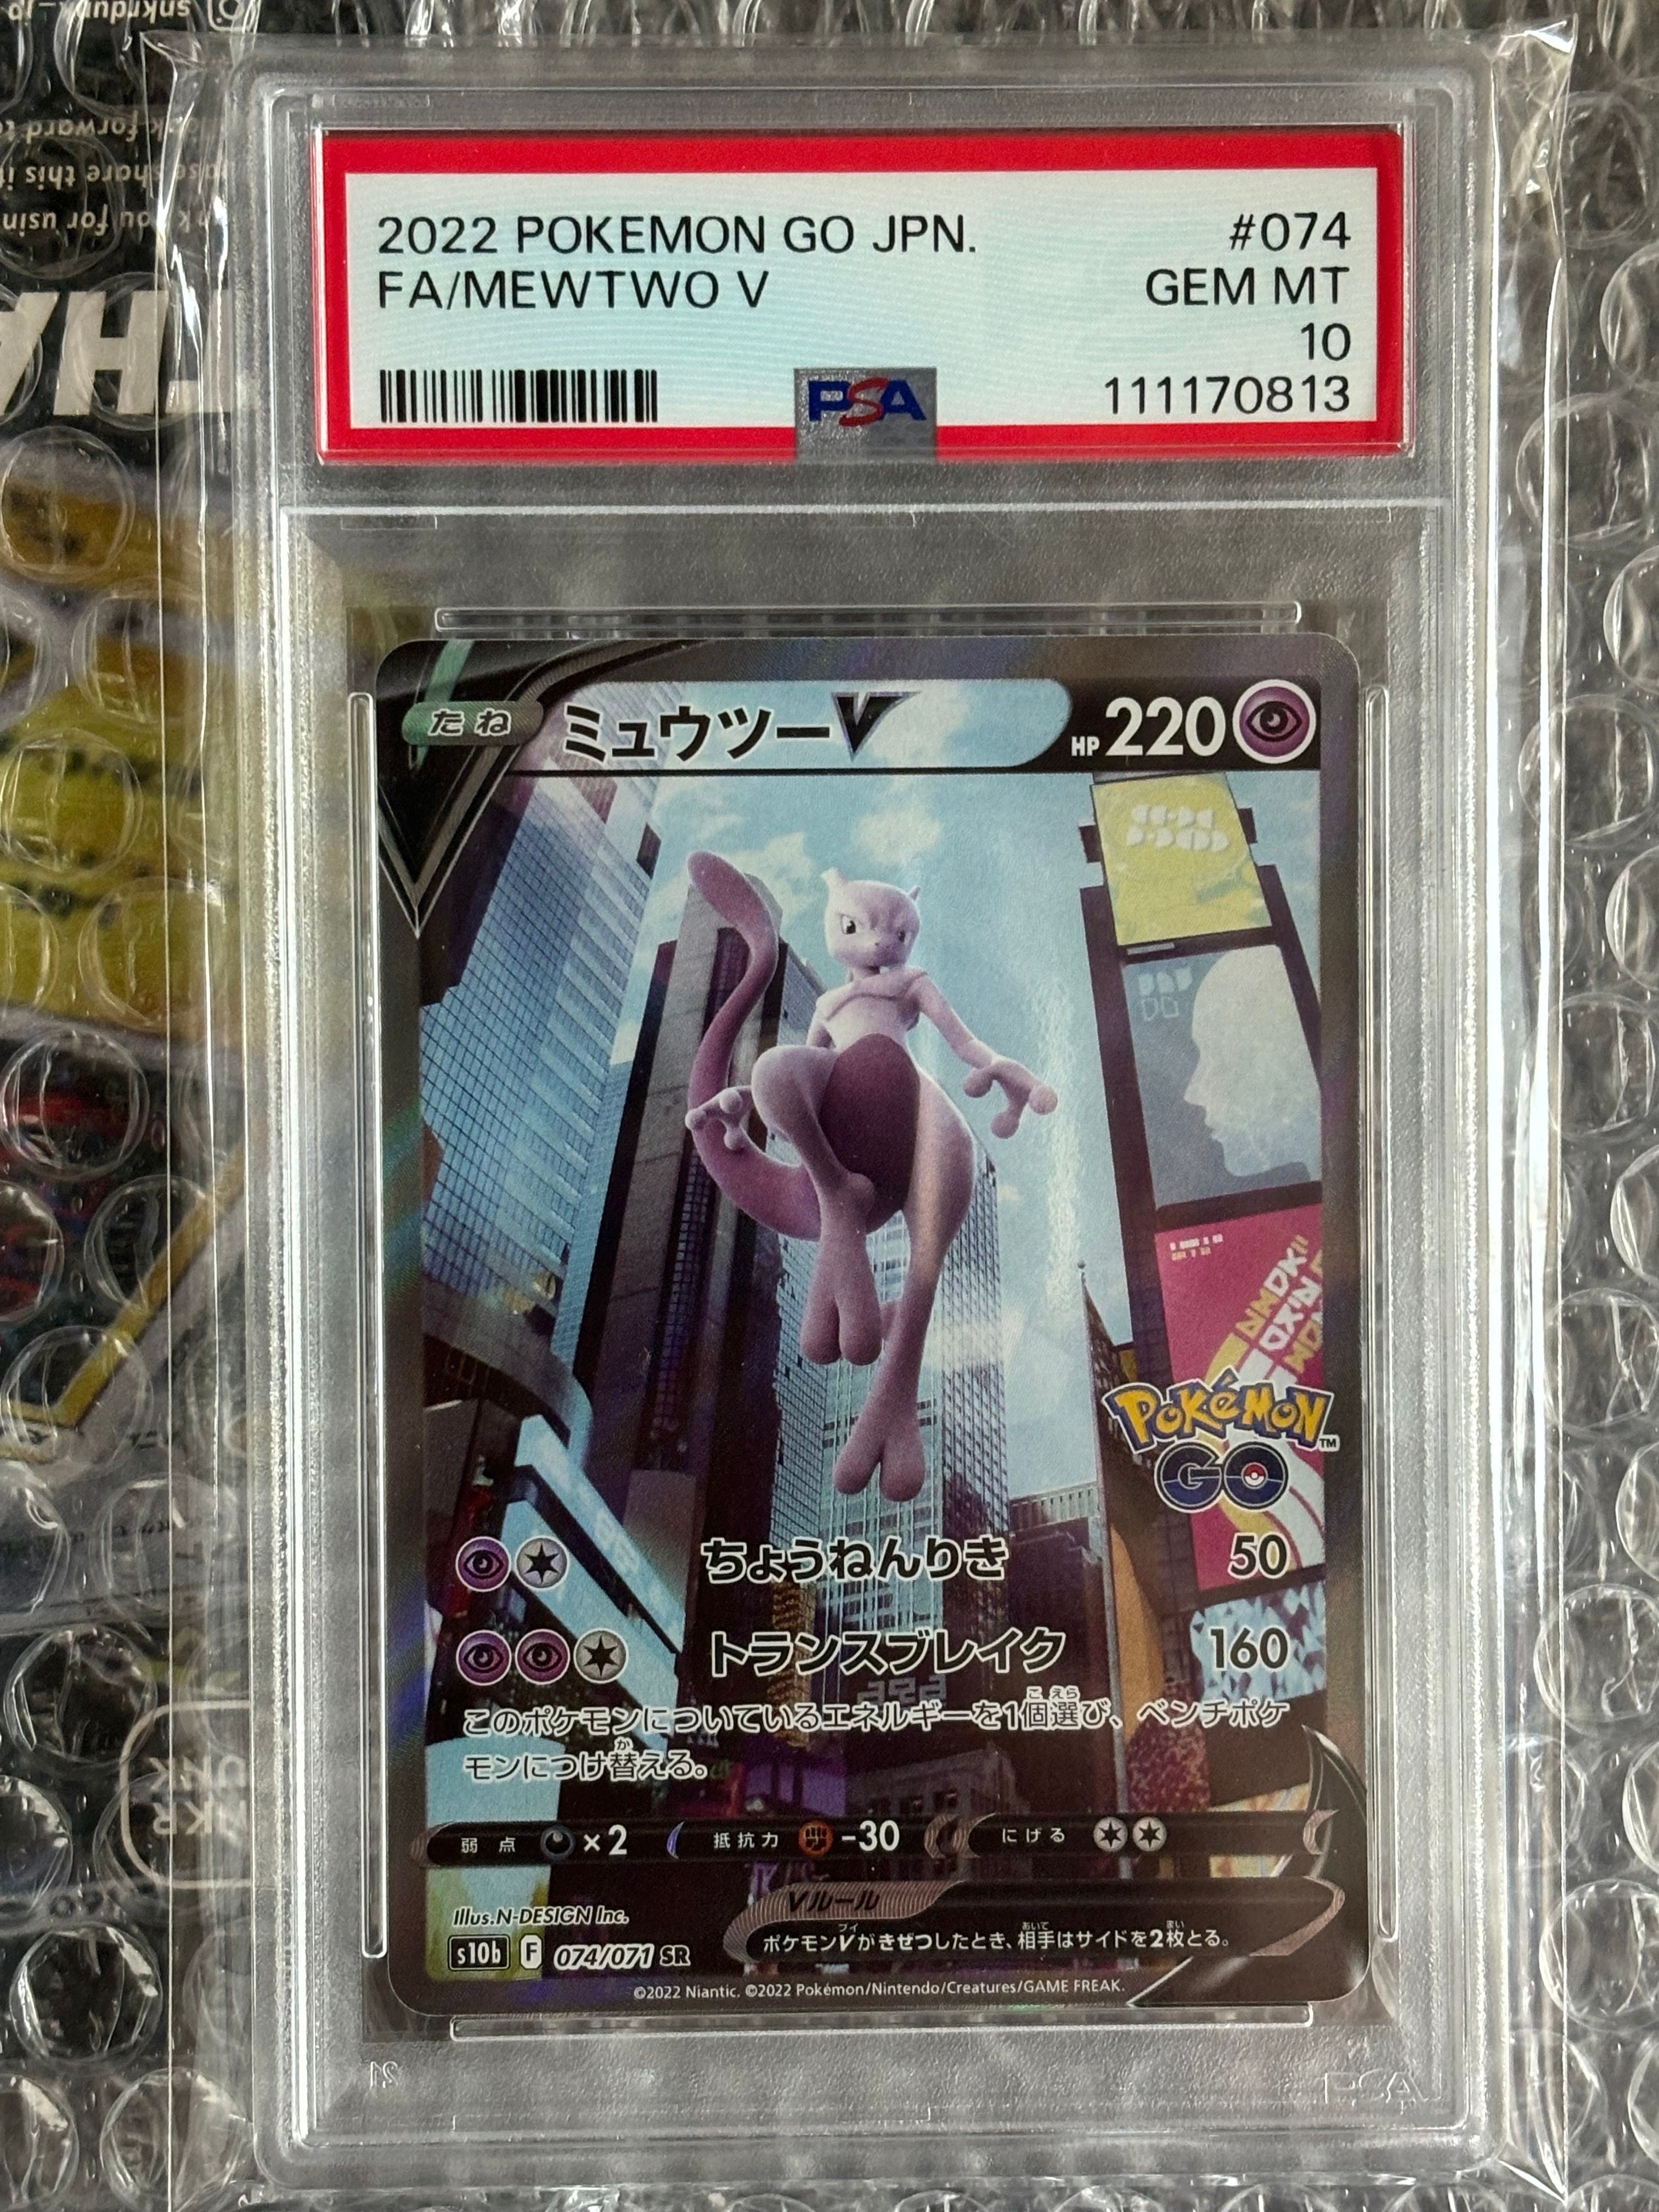 2022 POKEMON GO JPN. #074
FA/MEWTWO V GEM MT
10
PSA 111170813
たね ミュウツーV HP 220
Pokémon™
GO
ちょうねんりき 50
トランスブレイク 160
このポケモンについているエネルギーを1個選び、ベンチポケ
モンにつけ替える。
弱点 ×2 抵抗力 -30 にげる
Vルール
ポケモンVがきぜつしたとき、相手はサイドを2枚とる。
Illus.N-DESIGN Inc.
s10b F 074/071 SR
©2022 Niantic. ©2022 Pokémon/Nintendo/Creatures/GAME FREAK.
PSA